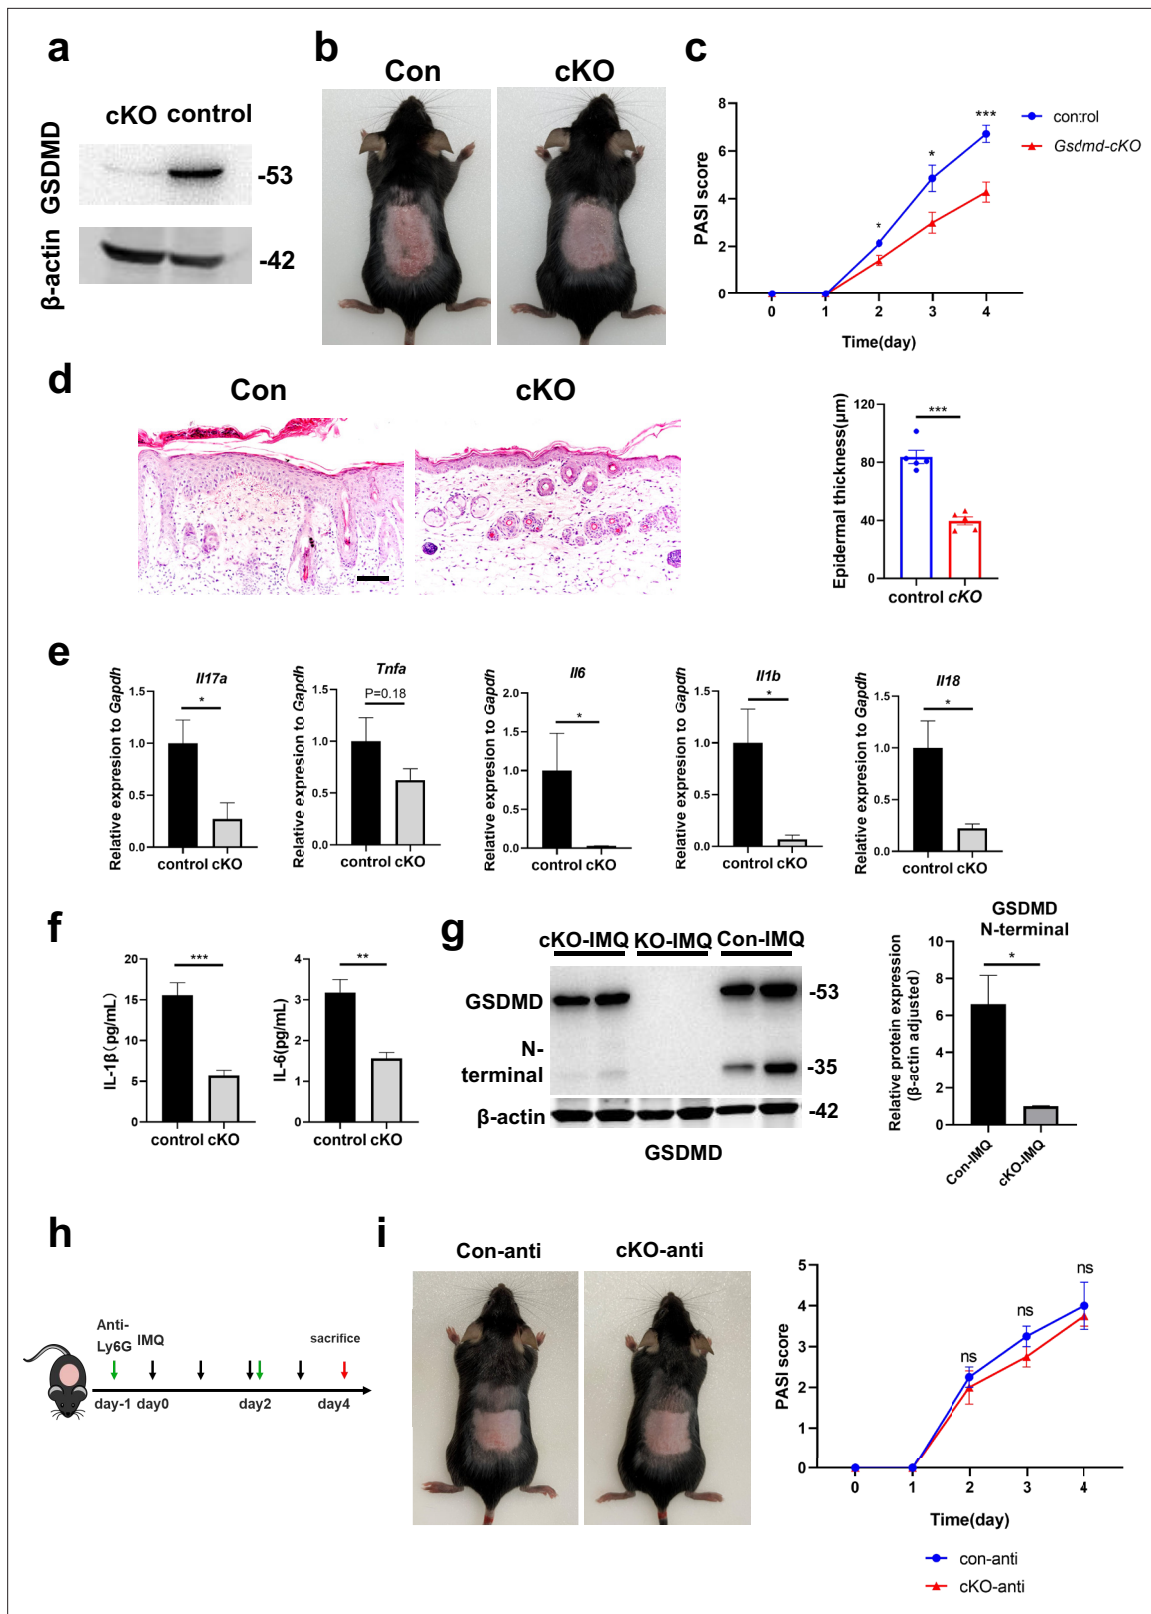 a
cKO control
GSDMD
-53
β-actin
-42
b
Con
cKO
c
PASI score
8
6
4
2
0
0 1 2 3 4
Time(day)
* * ***
control
Gsdmd-cKO
d
Con
cKO
Epidermal thickness(μm)
120
80
40
0
***
control cKO
e
Relative expresion to Gapdh
Il17a
1.5
1.0
0.5
0.0
*
control cKO
Relative expresion to Gapdh
Tnfa
1.5
1.0
0.5
0.0
P=0.18
control cKO
Relative expresion to Gapdh
Il6
2.0
1.5
1.0
0.5
0.0
*
control cKO
Relative expresion to Gapdh
Il1b
1.5
1.0
0.5
0.0
*
control cKO
Relative expresion to Gapdh
Il18
1.5
1.0
0.5
0.0
*
control cKO
f
IL-1β(pg/mL)
20
15
10
5
0
***
control cKO
IL-6(pg/mL)
4
3
2
1
0
**
control cKO
g
cKO-IMQ KO-IMQ Con-IMQ
GSDMD
-53
N-
terminal
-35
β-actin
-42
GSDMD
GSDMD
N-terminal
Relative protein expression
(β-actin adjusted)
10
8
6
4
2
0
*
Con-IMQ
cKO-IMQ
h
Anti-
Ly6G
IMQ
sacrifice
day-1 day0 day2 day4
i
Con-anti
cKO-anti
PASI score
5
4
3
2
1
0
ns ns ns
0 1 2 3 4
Time(day)
con-anti
cKO-anti